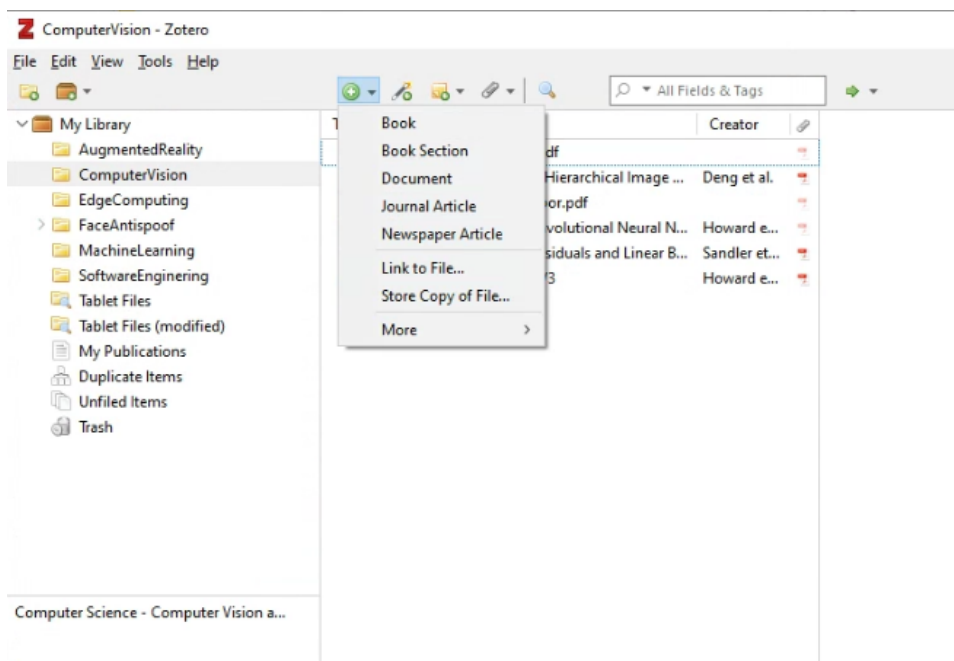 ComputerVision - Zotero
File Edit View Tools Help
All Fields & Tags
My Library
AugmentedReality
ComputerVision
EdgeComputing
FaceAntispoof
MachineLearning
SoftwareEnginering
Tablet Files
Tablet Files (modified)
My Publications
Duplicate Items
Unfiled Items
Trash
Computer Science - Computer Vision a...
Book
Book Section
Document
Journal Article
Newspaper Article
Link to File...
Store Copy of File...
More
Creator
df
Hierarchical Image ... Deng et al.
or.pdf
volutional Neural N... Howard e...
siduals and Linear B... Sandler et...
Howard e...